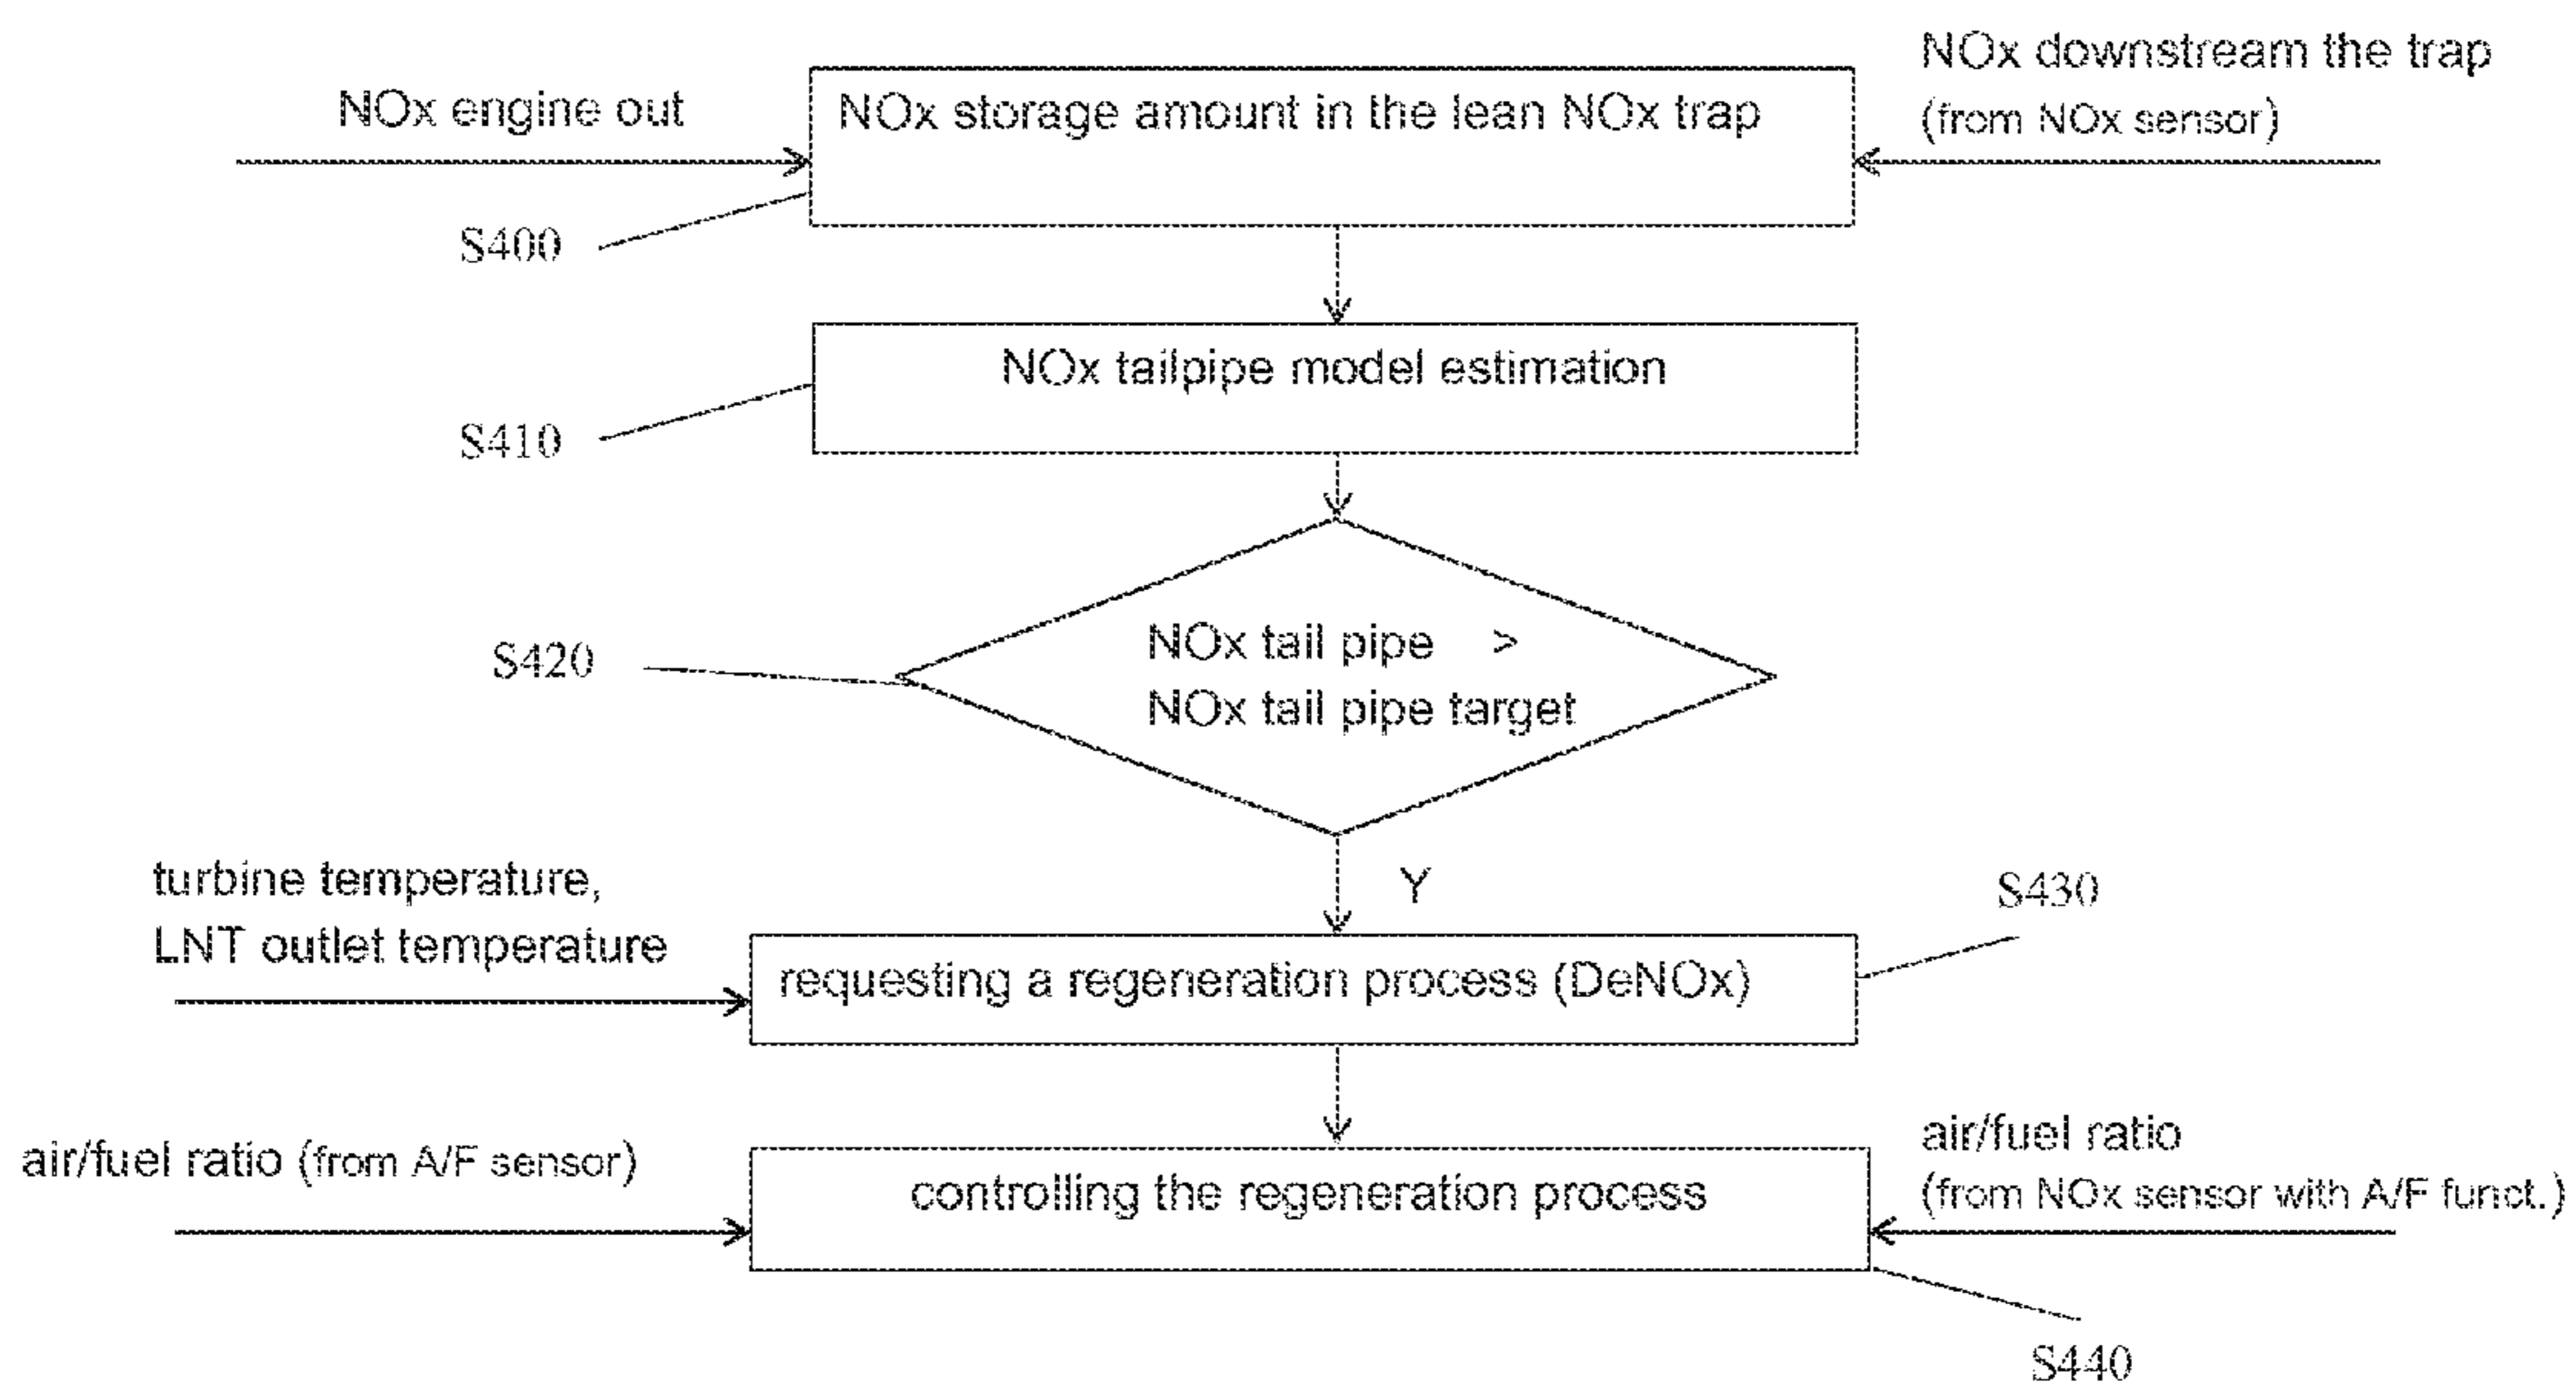 NOx engine out
NOx storage amount in the lean NOx trap
NOx downstream the trap
(from NOx sensor)
S400
NOx tailpipe model estimation
S410
NOx tail pipe >
NOx tail pipe target
S420
Y
turbine temperature,
LNT outlet temperature
requesting a regeneration process (DeNOx)
S430
air/fuel ratio (from A/F sensor)
controlling the regeneration process
air/fuel ratio
(from NOx sensor with A/F funct.)
S440